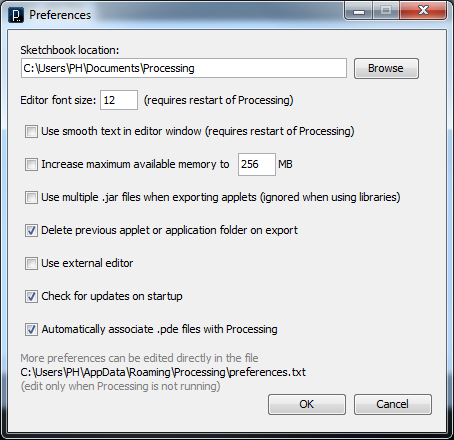 Preferences
Sketchbook location:
C:\Users\PH\Documents\Processing
Browse
Editor font size: 12 (requires restart of Processing)
Use smooth text in editor window (requires restart of Processing)
Increase maximum available memory to 256 MB
Use multiple .jar files when exporting applets (ignored when using libraries)
Delete previous applet or application folder on export
Use external editor
Check for updates on startup
Automatically associate .pde files with Processing
More preferences can be edited directly in the file
C:\Users\PH\AppData\Roaming\Processing\preferences.txt
(edit only when Processing is not running)
OK Cancel